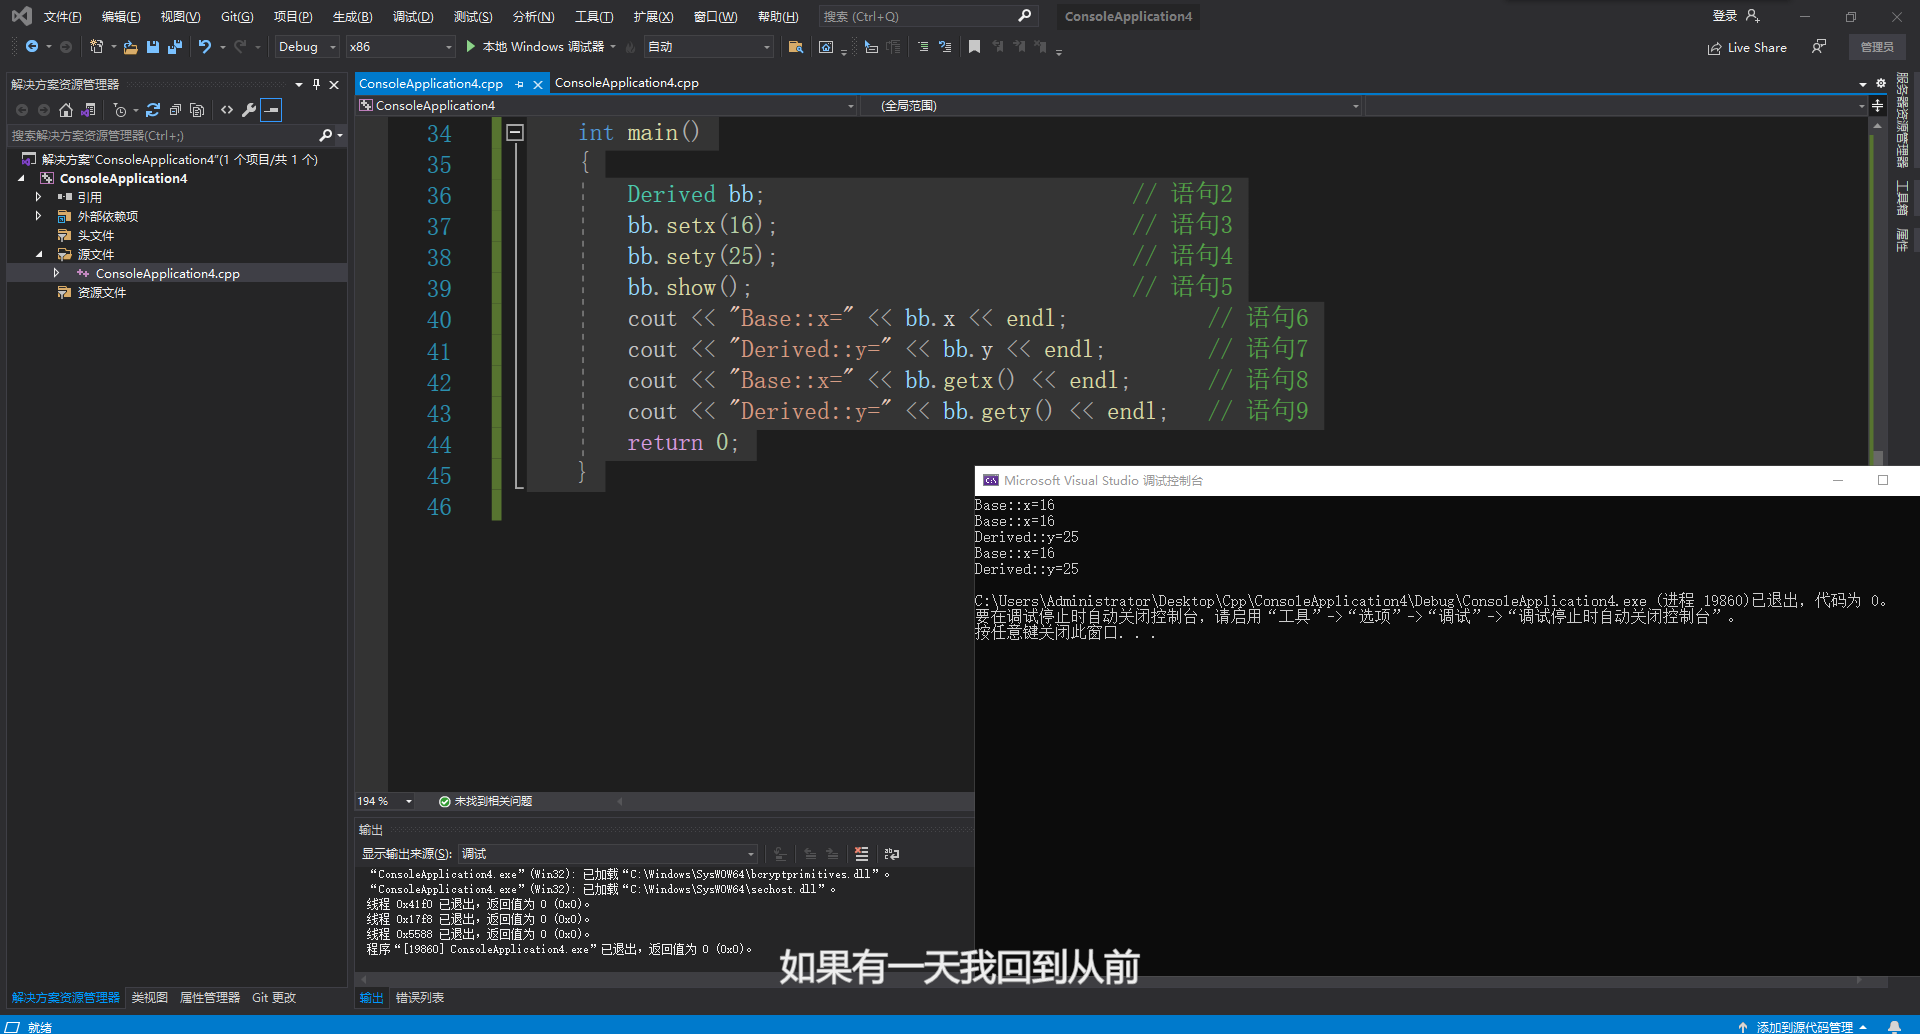 文件(F) 编辑(E) 视图(V) Git(G) 项目(P) 生成(B) 调试(D) 测试(S) 分析(N) 工具(T) 扩展(X) 窗口(W) 帮助(H) 搜索 (Ctrl+Q) ConsoleApplication4 登录
Debug x86 本地 Windows 调试器 自动 Live Share 管理员
解决方案资源管理器
搜索解决方案资源管理器(Ctrl+;)
解决方案"ConsoleApplication4"(1 个项目/共 1 个)
ConsoleApplication4
引用
外部依赖项
头文件
源文件
ConsoleApplication4.cpp
资源文件
ConsoleApplication4.cpp ConsoleApplication4.cpp
ConsoleApplication4 (全局范围)
34 int main()
35 {
36 Derived bb; // 语句2
37 bb.setx(16); // 语句3
38 bb.sety(25); // 语句4
39 bb.show(); // 语句5
40 cout << "Base::x=" << bb.x << endl; // 语句6
41 cout << "Derived::y=" << bb.y << endl; // 语句7
42 cout << "Base::x=" << bb.getx() << endl; // 语句8
43 cout << "Derived::y=" << bb.gety() << endl; // 语句9
44 return 0;
45 }
46
服务器资源管理器
工具箱
属性
Microsoft Visual Studio 调试控制台
Base::x=16
Base::x=16
Derived::y=25
Base::x=16
Derived::y=25
C:\Users\Administrator\Desktop\Cpp\ConsoleApplication4\Debug\ConsoleApplication4.exe (进程 19860)已退出，代码为 0。
要在调试停止时自动关闭控制台，请启用“工具”->“选项”->“调试”->“调试停止时自动关闭控制台”。
按任意键关闭此窗口. . .
194 % 未找到相关问题
输出
显示输出来源(S): 调试
“ConsoleApplication4.exe”(Win32): 已加载“C:\Windows\SysWOW64\bcryptprimitives.dll”。
“ConsoleApplication4.exe”(Win32): 已加载“C:\Windows\SysWOW64\sechost.dll”。
线程 0x41f0 已退出，返回值为 0 (0x0)。
线程 0x17f8 已退出，返回值为 0 (0x0)。
线程 0x5588 已退出，返回值为 0 (0x0)。
程序“[19860] ConsoleApplication4.exe”已退出，返回值为 0 (0x0)。
如果有一天我回到从前
解决方案资源管理器 类视图 属性管理器 Git 更改 输出 错误列表
就绪 添加到源代码管理